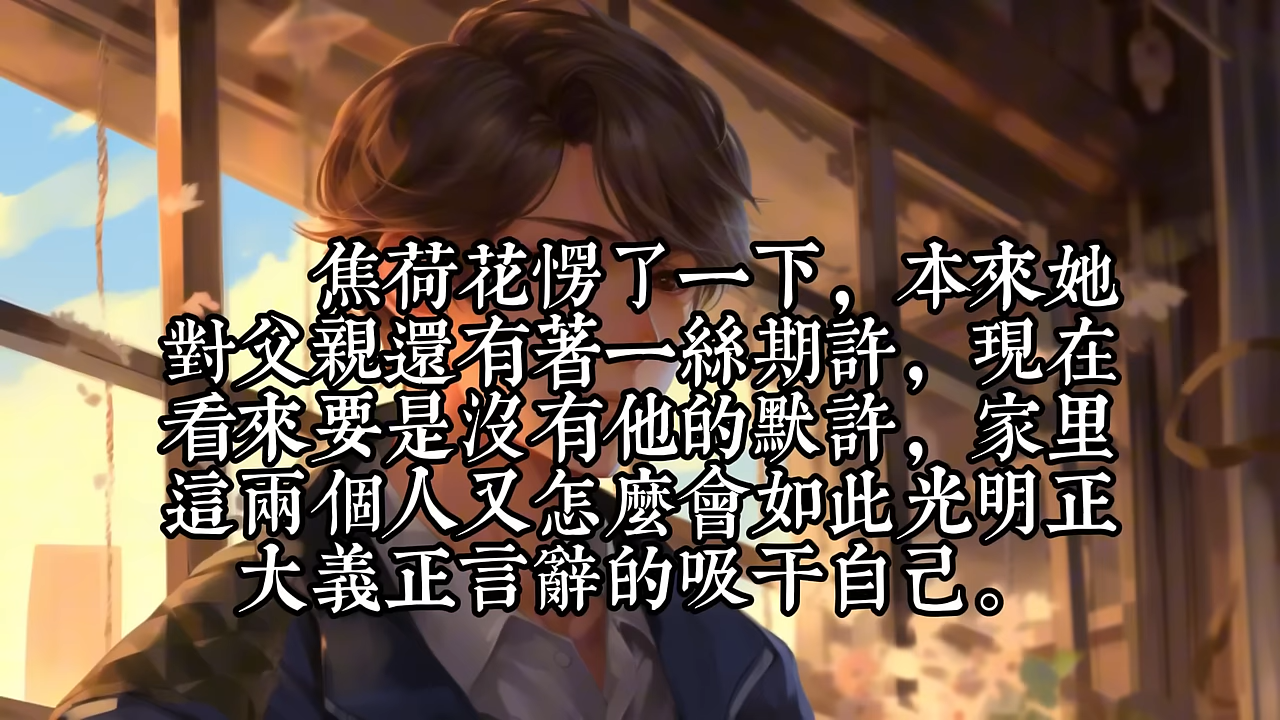 焦荷花愣了一下，本來她
對父親還有著一絲期許，現在
看來要是沒有他的默許，家里
這兩個人又怎麼會如此光明正
大義正言辭的吸干自己。